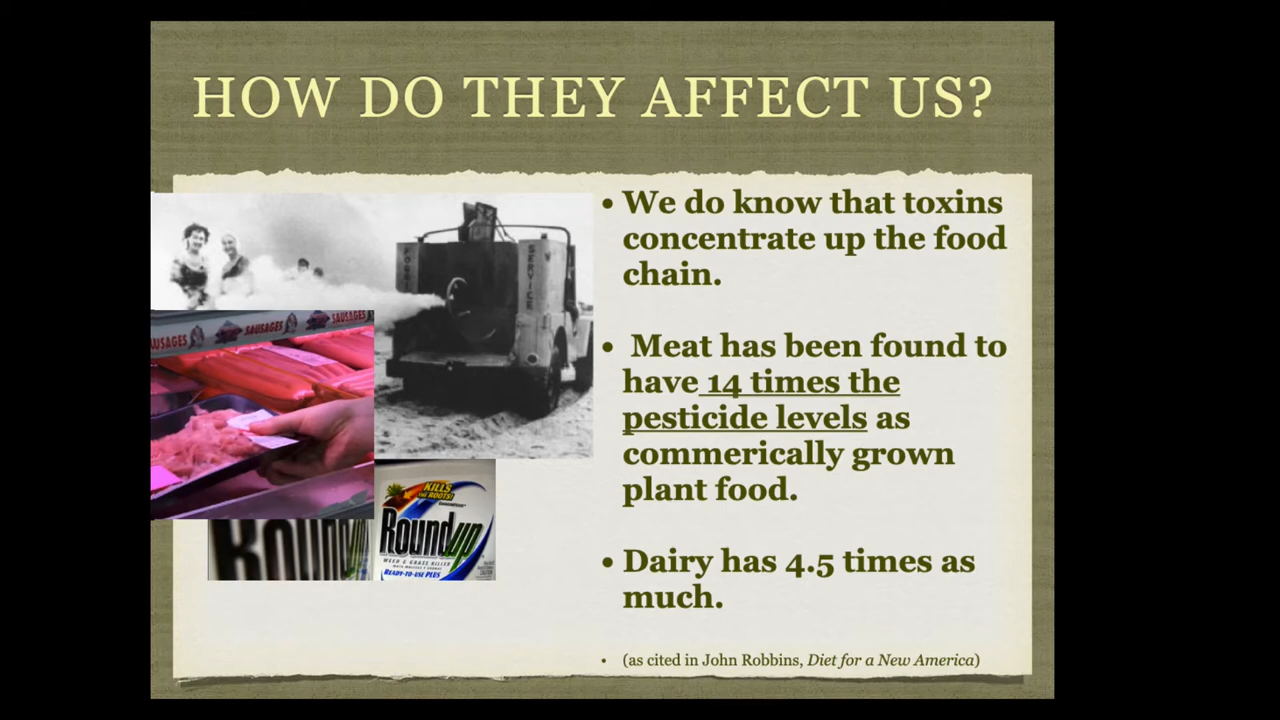 HOW DO THEY AFFECT US?
• We do know that toxins
concentrate up the food
chain.
• Meat has been found to
have 14 times the
pesticide levels as
commerically grown
plant food.
• Dairy has 4.5 times as
much.
• (as cited in John Robbins, Diet for a New America)
SERVICE
SAUSAGES
SAUSAGES
SAUSAGES
KILLS
THE ROOTS!
Roundup
WEED & GRASS KILLER
READY-TO-USE PLUS
Roundup